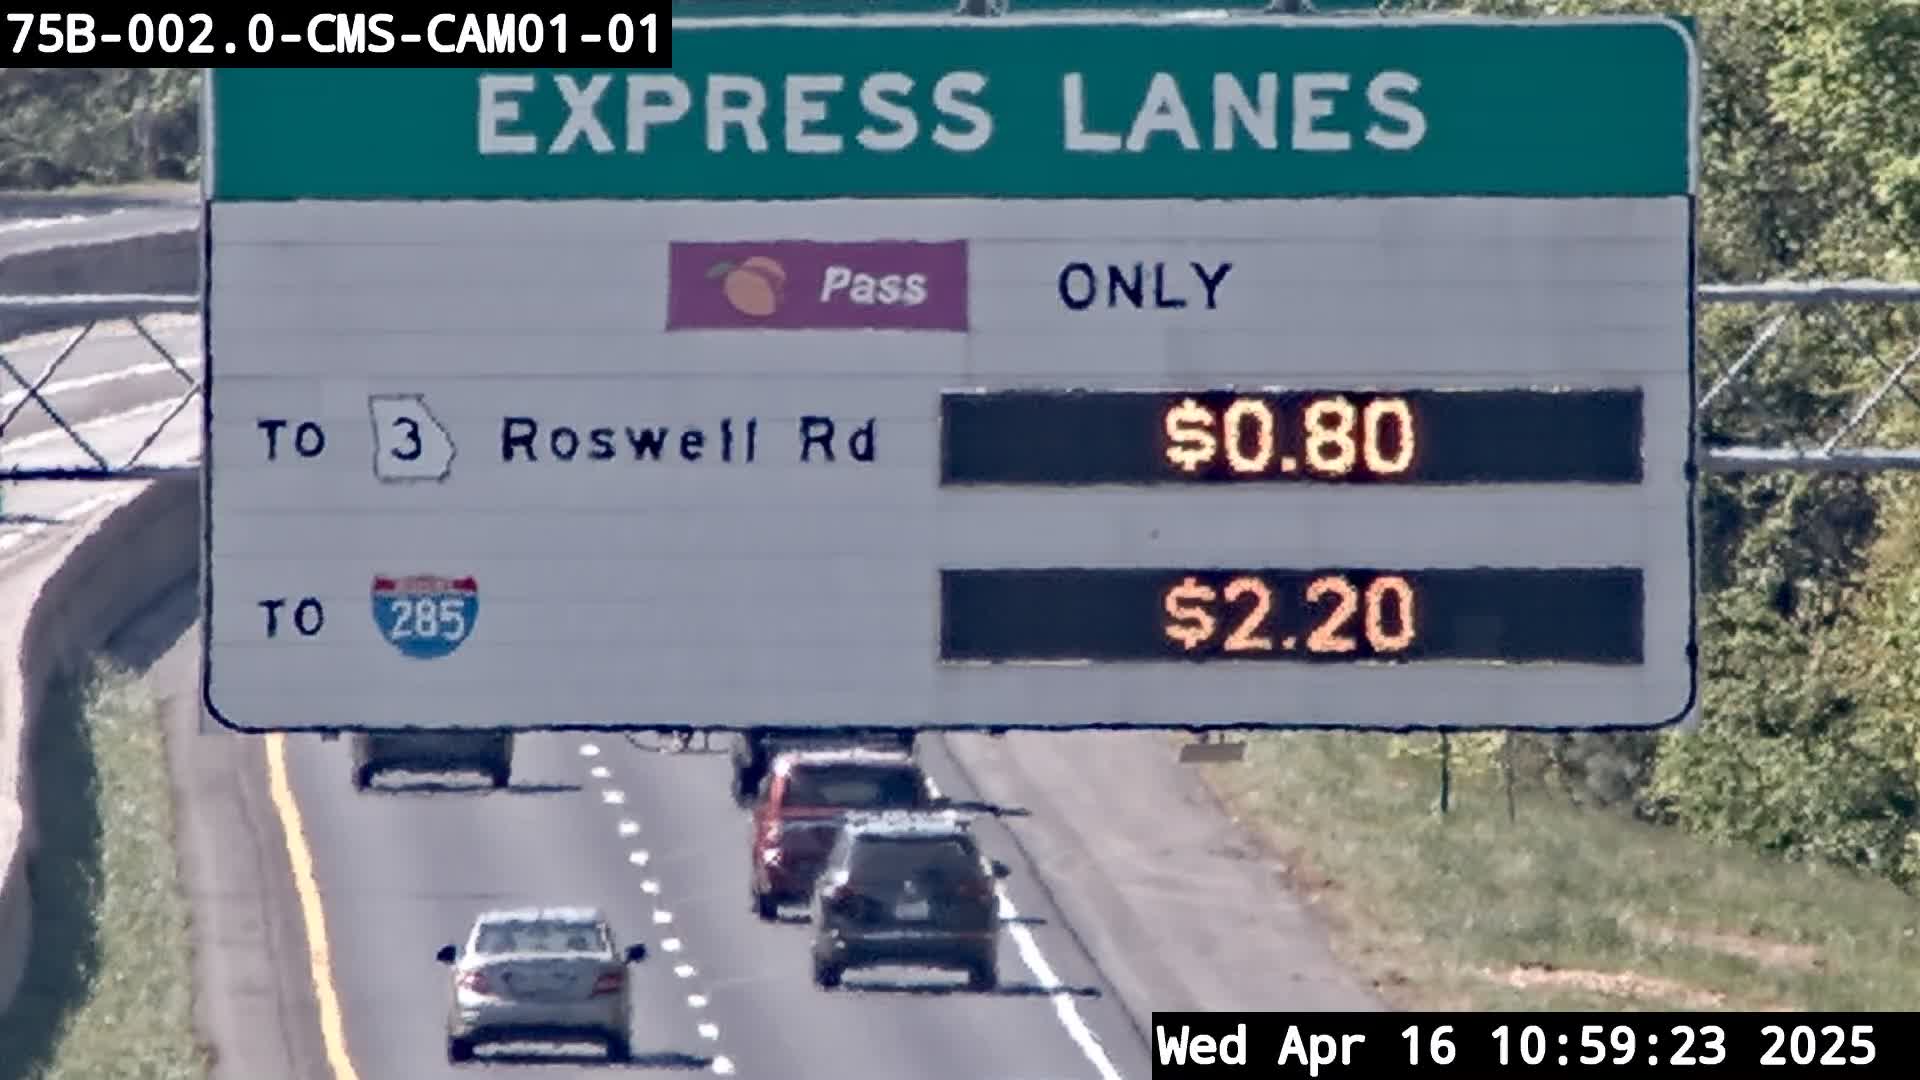 75B-002.0-CMS-CAM01-01
EXPRESS LANES
Pass ONLY
TO 3 Roswell Rd $0.80
TO 285 $2.20
Wed Apr 16 10:59:23 2025